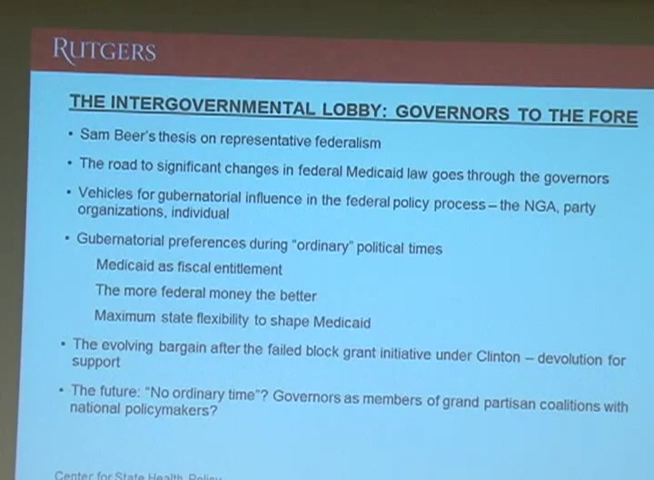 RUTGERS
THE INTERGOVERNMENTAL LOBBY: GOVERNORS TO THE FORE
• Sam Beer's thesis on representative federalism
• The road to significant changes in federal Medicaid law goes through the governors
• Vehicles for gubernatorial influence in the federal policy process – the NGA, party
organizations, individual
• Gubernatorial preferences during “ordinary” political times
Medicaid as fiscal entitlement
The more federal money the better
Maximum state flexibility to shape Medicaid
• The evolving bargain after the failed block grant initiative under Clinton – devolution for
support
• The future: “No ordinary time”? Governors as members of grand partisan coalitions with
national policymakers?
Center for State Health Policy